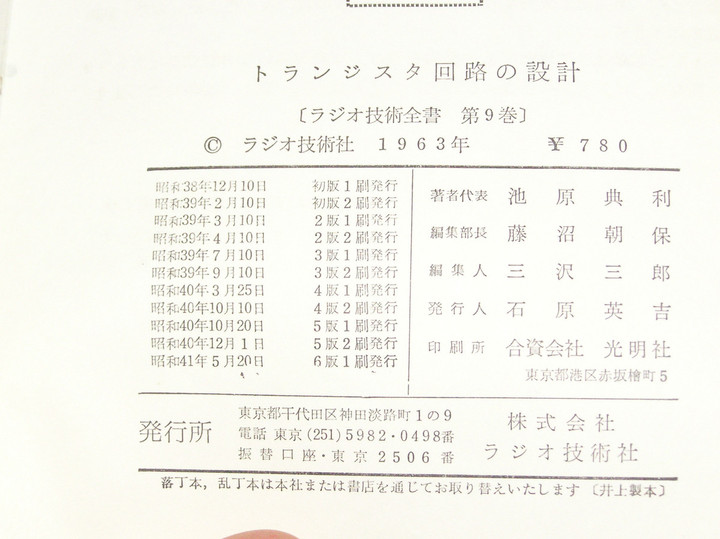 トランジスタ回路の設計
〔ラジオ技術全書 第9巻〕
© ラジオ技術社 1963年 ¥ 780
昭和38年12月10日 初版1刷発行
昭和39年2月10日 初版2刷発行
昭和39年3月10日 2版1刷発行
昭和39年4月10日 2版2刷発行
昭和39年7月10日 3版1刷発行
昭和39年9月10日 3版2刷発行
昭和40年3月25日 4版1刷発行
昭和40年10月10日 4版2刷発行
昭和40年10月20日 5版1刷発行
昭和40年12月1日 5版2刷発行
昭和41年5月20日 6版1刷発行
著者代表 池原典利
編集部長 藤沼朝保
編集人 三沢三郎
発行人 石原英吉
印刷所 合資会社 光明社
東京都港区赤坂檜町5
発行所
東京都千代田区神田淡路町1の9
電話 東京(251)5982・0498番
振替口座・東京2506番
株式会社
ラジオ技術社
落丁本,乱丁本は本社または書店を通じてお取り替えいたします〔井上製本〕